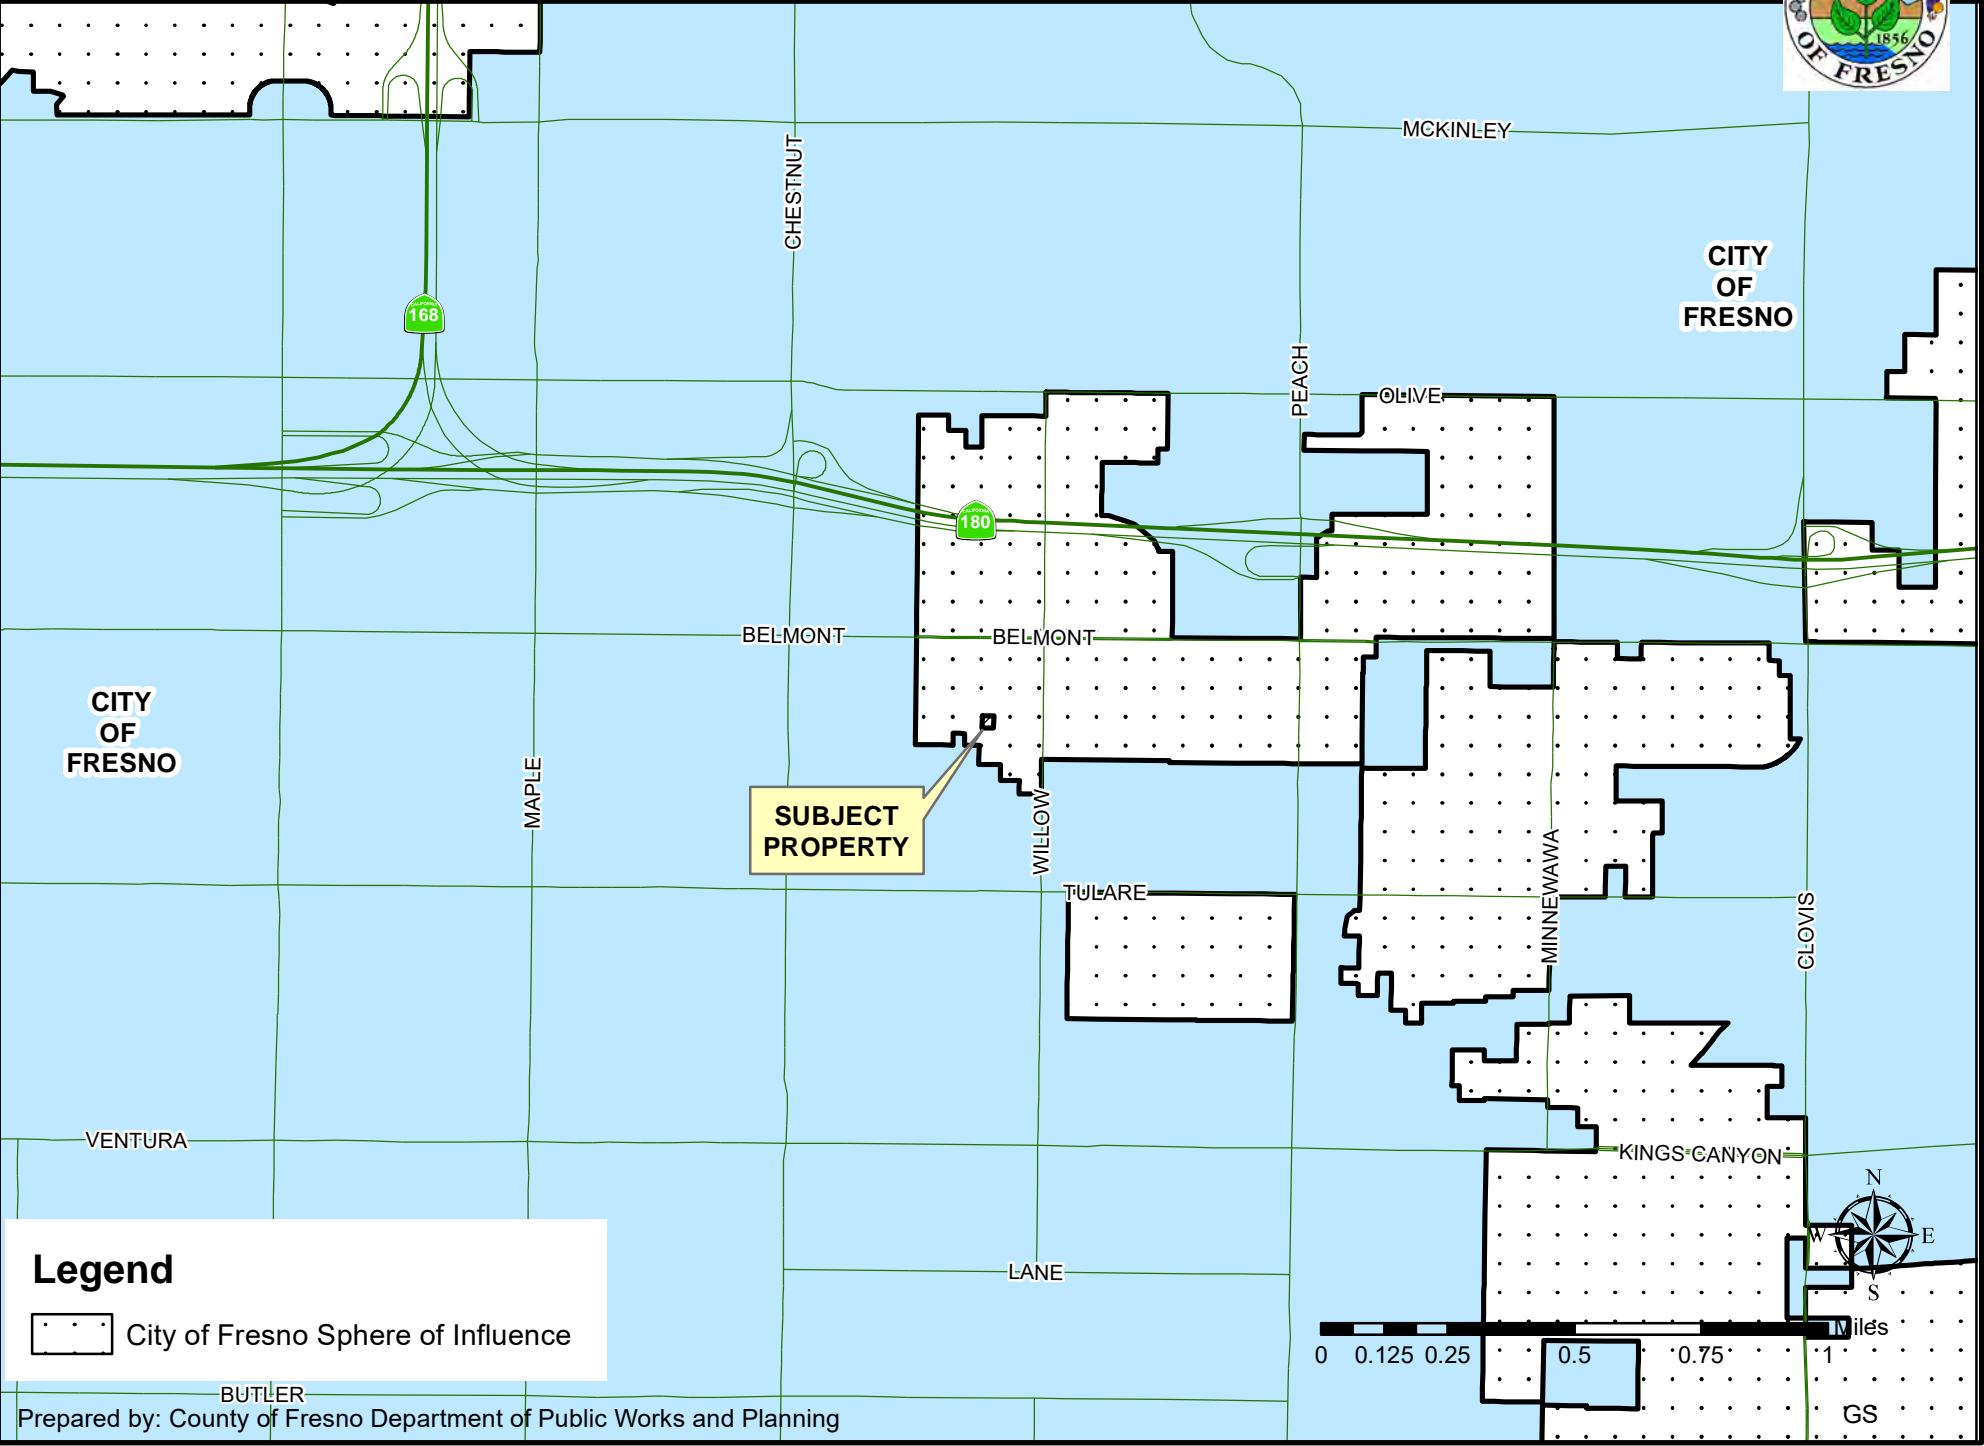 1856
OF FRESNO
MCKINLEY
CHESTNUT
CITY
OF
FRESNO
CALIFORNIA
168
PEACH
OLIVE
CALIFORNIA
180
BELMONT
BELMONT
CITY
OF
FRESNO
MAPLE
SUBJECT
PROPERTY
WILLOW
TULARE
MINNEWAWA
CLOVIS
VENTURA
KINGS CANYON
N
W
E
S
Legend
City of Fresno Sphere of Influence
LANE
Miles
0 0.125 0.25 0.5 0.75 1
BUTLER
Prepared by: County of Fresno Department of Public Works and Planning
GS